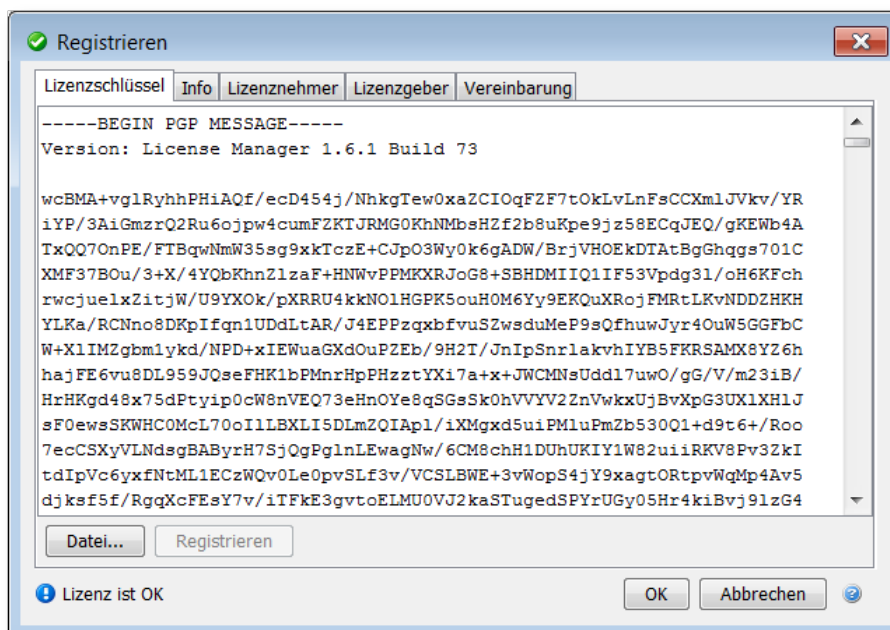 Registrieren
Lizenzschlüssel Info Lizenznehmer Lizenzgeber Vereinbarung
-----BEGIN PGP MESSAGE-----
Version: License Manager 1.6.1 Build 73
wcBMA+vglRyhhPHiAQf/ecD454j/NhkgTew0xaZCIOqFZF7tOkLvLnFsCCXmlJVkv/YR
iYP/3AiGmzrQ2Ru6ojpw4cumFZKTJRMG0KhNMbsHZf2b8uKpe9jz58ECqJEQ/gKEWb4A
TxQQ7OnPE/FTBqwNmW35sg9xkTczE+CJpO3Wy0k6gADW/BrjVHOEkDTAtBgGhqgs701C
XMF37BOu/3+X/4YQbKhnZlzaF+HNWvPPMKXRJoG8+SBHDMIIQ1IF53Vpdg3l/oH6KFch
rwcjuelxZitjW/U9YXOk/pXRRU4kkNOlHGPK5ouH0M6Yy9EKQuXRojFMRtLKvNDDZHKH
YLKa/RCNno8DKpIfqn1UDdLtAR/J4EPPzqxbfvuSZwsduMeP9sQfhuwJyr4OuW5GGFbC
W+XlIMZgbm1ykd/NPD+xIEWuaGXdOuPZEb/9H2T/JnIpSnrlakvhIYB5FKRSAMX8YZ6h
hajFE6vu8DL959JQseFHK1bPMnrHpPHzztYXi7a+x+JWCMNsUddl7uwO/gG/V/m23iB/
HrHKgd48x75dPtyip0cW8nVEQ73eHnOYe8qSGsSk0hVVYV2ZnVwkxUjBvXpG3UXlXHlJ
sF0ewsSKWHC0McL70IlLBXLI5DLmZQIApl/iXMgxd5uiPMluPmZb530Q1+d9t6+/Roo
7ecCSXyVLNdsgBAByrH7SjQgPglnLEwagNw/6CM8chH1DUhUKIY1W82uiiRKV8Pv3ZkI
tdIpVc6yxfNtML1ECzWQv0Le0pvSLf3v/VCSLBWE+3vWopS4jY9xagtORtpvWqMp4Av5
djksf5f/RgqXcFEsY7v/iTFkE3gvtoELMU0VJ2kaSTugedSPYrUGy05Hr4kiBvj9lzG4
Datei... Registrieren
Lizenz ist OK OK Abbrechen